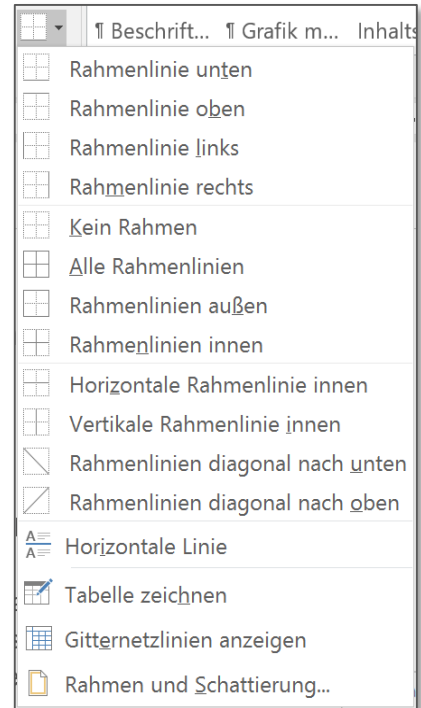 ¶ Beschrift... ¶ Grafik m... Inhalts
Rahmenlinie unten
Rahmenlinie oben
Rahmenlinie links
Rahmenlinie rechts
Kein Rahmen
Alle Rahmenlinien
Rahmenlinien außen
Rahmenlinien innen
Horizontale Rahmenlinie innen
Vertikale Rahmenlinie innen
Rahmenlinien diagonal nach unten
Rahmenlinien diagonal nach oben
Horizontale Linie
Tabelle zeichnen
Gitternetzlinien anzeigen
Rahmen und Schattierung...